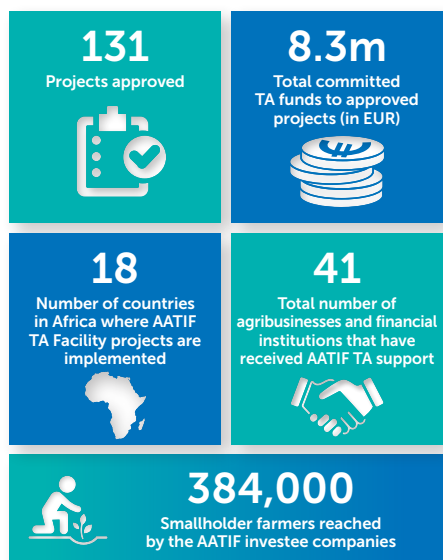 131
Projects approved
8.3m
Total committed
TA funds to approved
projects (in EUR)
18
Number of countries
in Africa where AATIF
TA Facility projects are
implemented
41
Total number of
agribusinesses and financial
institutions that have
received AATIF TA support
384,000
Smallholder farmers reached
by the AATIF investee companies